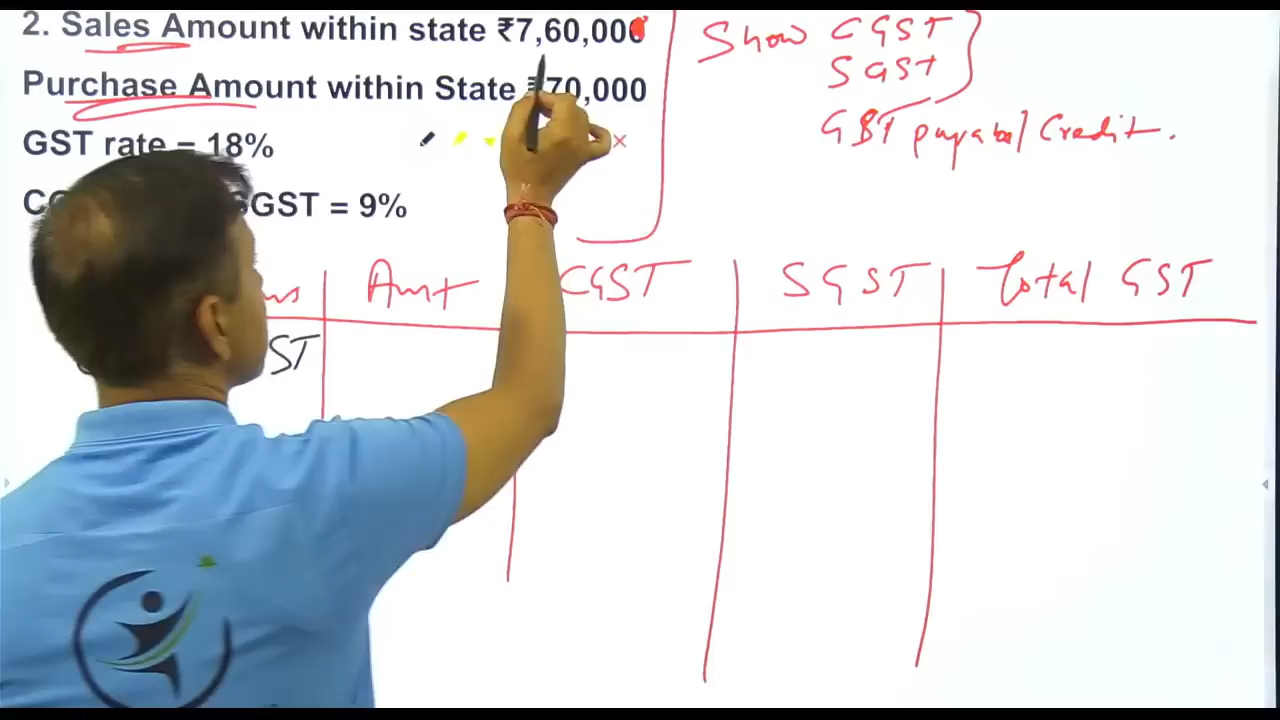 2. Sales Amount within state ₹7,60,000
Purchase Amount within State ₹70,000
GST rate = 18%
SGST = 9%
Show CGST
SGST
GST payable/Credit.
Amt CGST SGST Total GST
ST